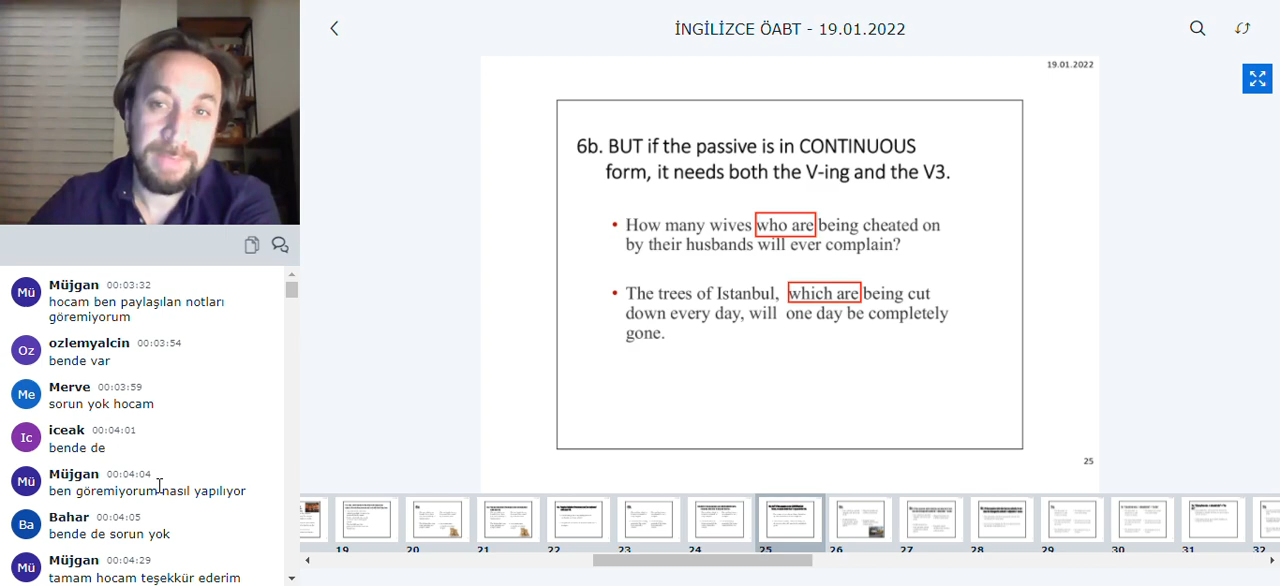 İNGİLİZCE ÖABT - 19.01.2022
19.01.2022
6b. BUT if the passive is in CONTINUOUS
form, it needs both the V-ing and the V3.
• How many wives who are being cheated on
by their husbands will ever complain?
• The trees of Istanbul, which are being cut
down every day, will one day be completely
gone.
25
Mü
Müjgan 00:03:32
hocam ben paylaşılan notları
göremiyorum
Oz
ozlemyalcin 00:03:54
bende var
Me
Merve 00:03:59
sorun yok hocam
Ic
iceak 00:04:01
bende de
Mü
Müjgan 00:04:04
ben göremiyorum nasıl yapılıyor
Ba
Bahar 00:04:05
bende de sorun yok
Mü
Müjgan 00:04:29
tamam hocam teşekkür ederim
19 20 21 22 23 24 25 26 27 28 29 30 31 32